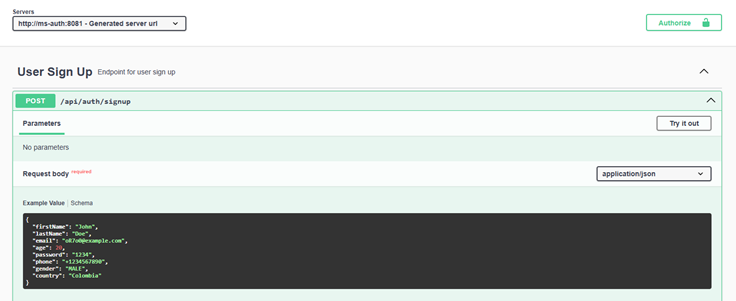 Servers
http://ms-auth:8081 - Generated server url
Authorize
User Sign Up Endpoint for user sign up
POST /api/auth/signup
Parameters
Try it out
No parameters
Request body required
application/json
Example Value | Schema
{
"firstName": "John",
"lastName": "Doe",
"email": "oR7o0@example.com",
"age": 20,
"password": "1234",
"phone": "+1234567890",
"gender": "MALE",
"country": "Colombia"
}